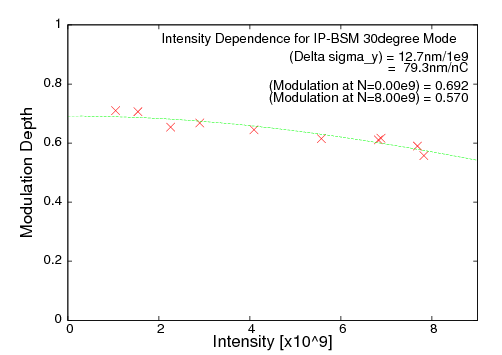 Intensity Dependence for IP-BSM 30degree Mode
(Delta sigma_y) = 12.7nm/1e9
= 79.3nm/nC
(Modulation at N=0.00e9) = 0.692
(Modulation at N=8.00e9) = 0.570
Modulation Depth
1
0.8
0.6
0.4
0.2
0
0 2 4 6 8
Intensity [x10^9]